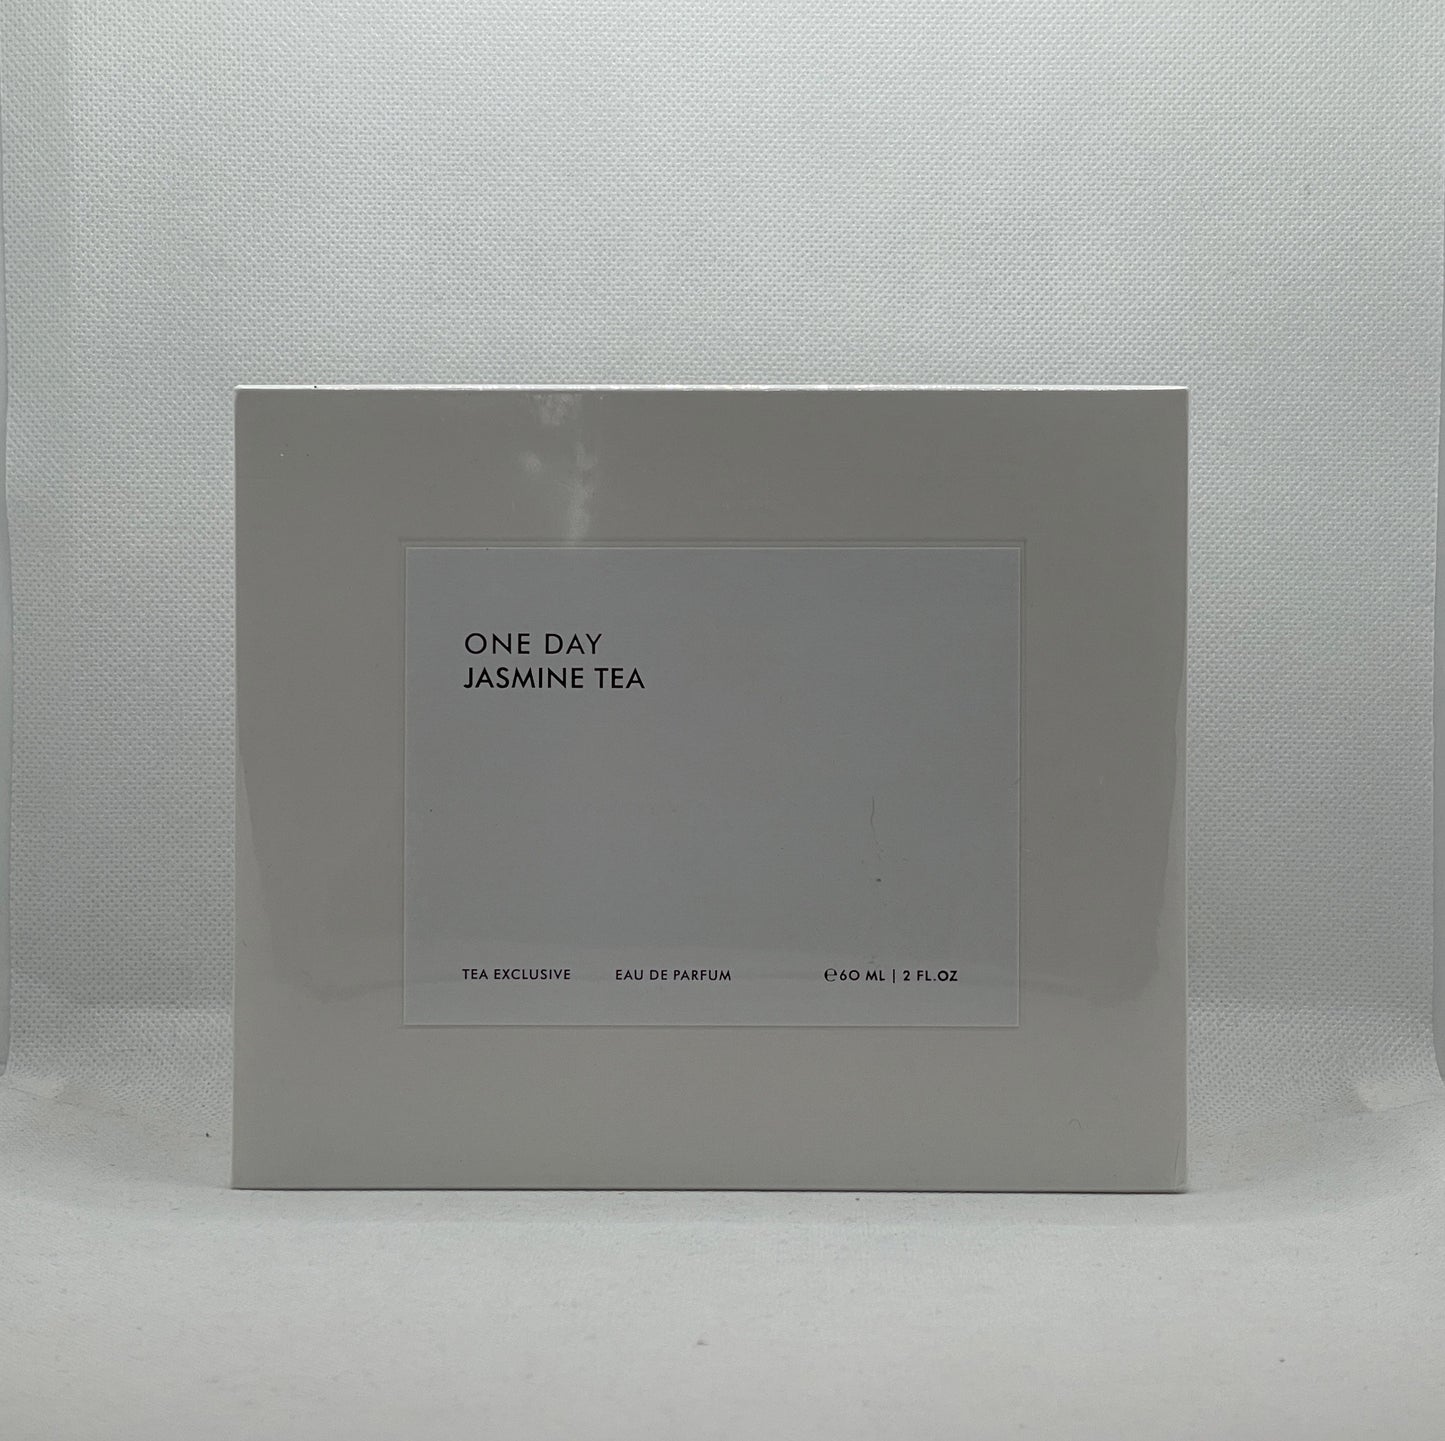 ONE DAY
JASMINE TEA
TEA EXCLUSIVE EAU DE PARFUM ℮60 ML | 2 FL.OZ